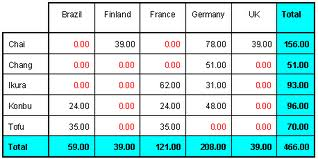 Brazil Finland France Germany UK Total
Chai 0.00 39.00 0.00 78.00 39.00 156.00
Chang 0.00 0.00 0.00 51.00 0.00 51.00
Ikura 0.00 0.00 62.00 31.00 0.00 93.00
Konbu 24.00 0.00 24.00 48.00 0.00 96.00
Tofu 35.00 0.00 35.00 0.00 0.00 70.00
Total 59.00 39.00 121.00 208.00 39.00 466.00